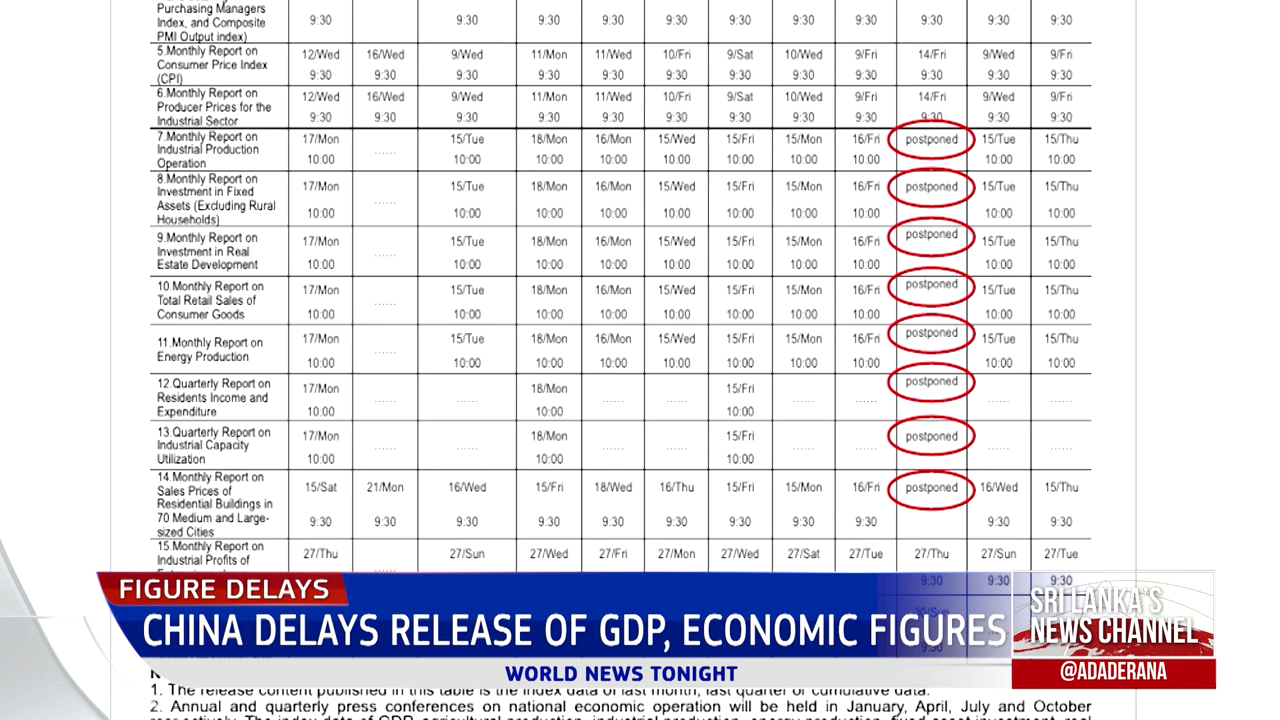 Purchasing Managers
Index, and Composite
PMI Output index)
9:30 9:30 9:30 9:30 9:30 9:30 9:30 9:30 9:30 9:30 9:30
5.Monthly Report on
Consumer Price Index
(CPI)
12/Wed 16/Wed 9/Wed 11/Mon 11/Wed 10/Fri 9/Sat 10/Wed 9/Fri 14/Fri 9/Wed 9/Fri
9:30 9:30 9:30 9:30 9:30 9:30 9:30 9:30 9:30 9:30 9:30 9:30
6.Monthly Report on
Producer Prices for the
Industrial Sector
12/Wed 16/Wed 9/Wed 11/Mon 11/Wed 10/Fri 9/Sat 10/Wed 9/Fri 14/Fri 9/Wed 9/Fri
9:30 9:30 9:30 9:30 9:30 9:30 9:30 9:30 9:30 9:30 9:30 9:30
7.Monthly Report on
Industrial Production
Operation
17/Mon ...... 15/Tue 18/Mon 16/Mon 15/Wed 15/Fri 15/Mon 16/Fri postponed 15/Tue 15/Thu
10:00 10:00 10:00 10:00 10:00 10:00 10:00 10:00 10:00 10:00
8.Monthly Report on
Investment in Fixed
Assets (Excluding Rural
Households)
17/Mon ...... 15/Tue 18/Mon 16/Mon 15/Wed 15/Fri 15/Mon 16/Fri postponed 15/Tue 15/Thu
10:00 10:00 10:00 10:00 10:00 10:00 10:00 10:00 10:00 10:00
9.Monthly Report on
Investment in Real
Estate Development
17/Mon ...... 15/Tue 18/Mon 16/Mon 15/Wed 15/Fri 15/Mon 16/Fri postponed 15/Tue 15/Thu
10:00 10:00 10:00 10:00 10:00 10:00 10:00 10:00 10:00 10:00
10.Monthly Report on
Total Retail Sales of
Consumer Goods
17/Mon ...... 15/Tue 18/Mon 16/Mon 15/Wed 15/Fri 15/Mon 16/Fri postponed 15/Tue 15/Thu
10:00 10:00 10:00 10:00 10:00 10:00 10:00 10:00 10:00 10:00
11.Monthly Report on
Energy Production
17/Mon ...... 15/Tue 18/Mon 16/Mon 15/Wed 15/Fri 15/Mon 16/Fri postponed 15/Tue 15/Thu
10:00 10:00 10:00 10:00 10:00 10:00 10:00 10:00 10:00 10:00
12.Quarterly Report on
Residents Income and
Expenditure
17/Mon ...... ...... 18/Mon ...... ...... 15/Fri ...... ...... postponed ...... ......
10:00 10:00 10:00
13.Quarterly Report on
Industrial Capacity
Utilization
17/Mon ...... ...... 18/Mon ...... ...... 15/Fri ...... ...... postponed ...... ......
10:00 10:00 10:00
14.Monthly Report on
Sales Prices of
Residential Buildings in
70 Medium and Large-
sized Cities
15/Sat 21/Mon 16/Wed 15/Fri 18/Wed 16/Thu 15/Fri 15/Mon 16/Fri postponed 16/Wed 15/Thu
9:30 9:30 9:30 9:30 9:30 9:30 9:30 9:30 9:30 9:30 9:30
15.Monthly Report on
Industrial Profits of
27/Thu ...... 27/Sun 27/Wed 27/Fri 27/Mon 27/Wed 27/Sat 27/Tue 27/Thu 27/Sun 27/Tue
9:30 9:30 9:30
FIGURE DELAYS
CHINA DELAYS RELEASE OF GDP, ECONOMIC FIGURES
WORLD NEWS TONIGHT
SRI LANKA'S
NEWS CHANNEL
@ADADERANA
1. The release content published in this table is the index data of last month, last quarter or cumulative data.
2. Annual and quarterly press conferences on national economic operation will be held in January, April, July and October